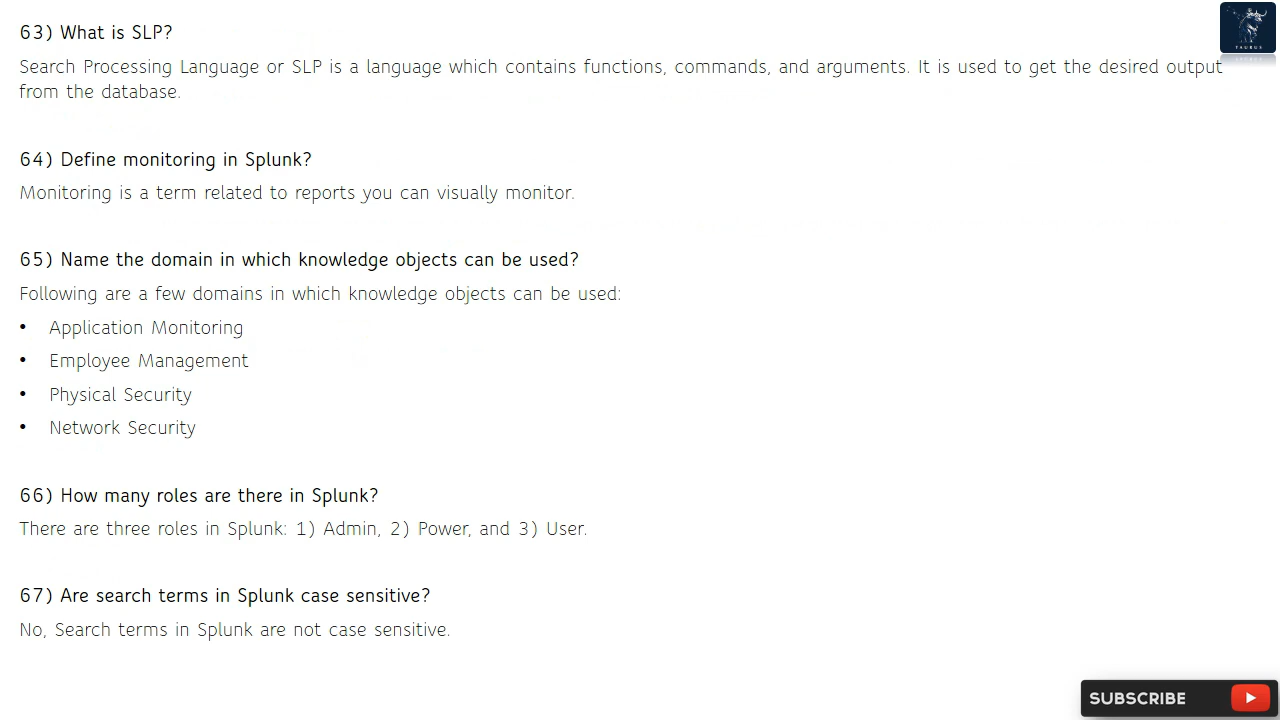 63) What is SLP?
Search Processing Language or SLP is a language which contains functions, commands, and arguments. It is used to get the desired output
from the database.
64) Define monitoring in Splunk?
Monitoring is a term related to reports you can visually monitor.
65) Name the domain in which knowledge objects can be used?
Following are a few domains in which knowledge objects can be used:
• Application Monitoring
• Employee Management
• Physical Security
• Network Security
66) How many roles are there in Splunk?
There are three roles in Splunk: 1) Admin, 2) Power, and 3) User.
67) Are search terms in Splunk case sensitive?
No, Search terms in Splunk are not case sensitive.
TAURUS
SUBSCRIBE